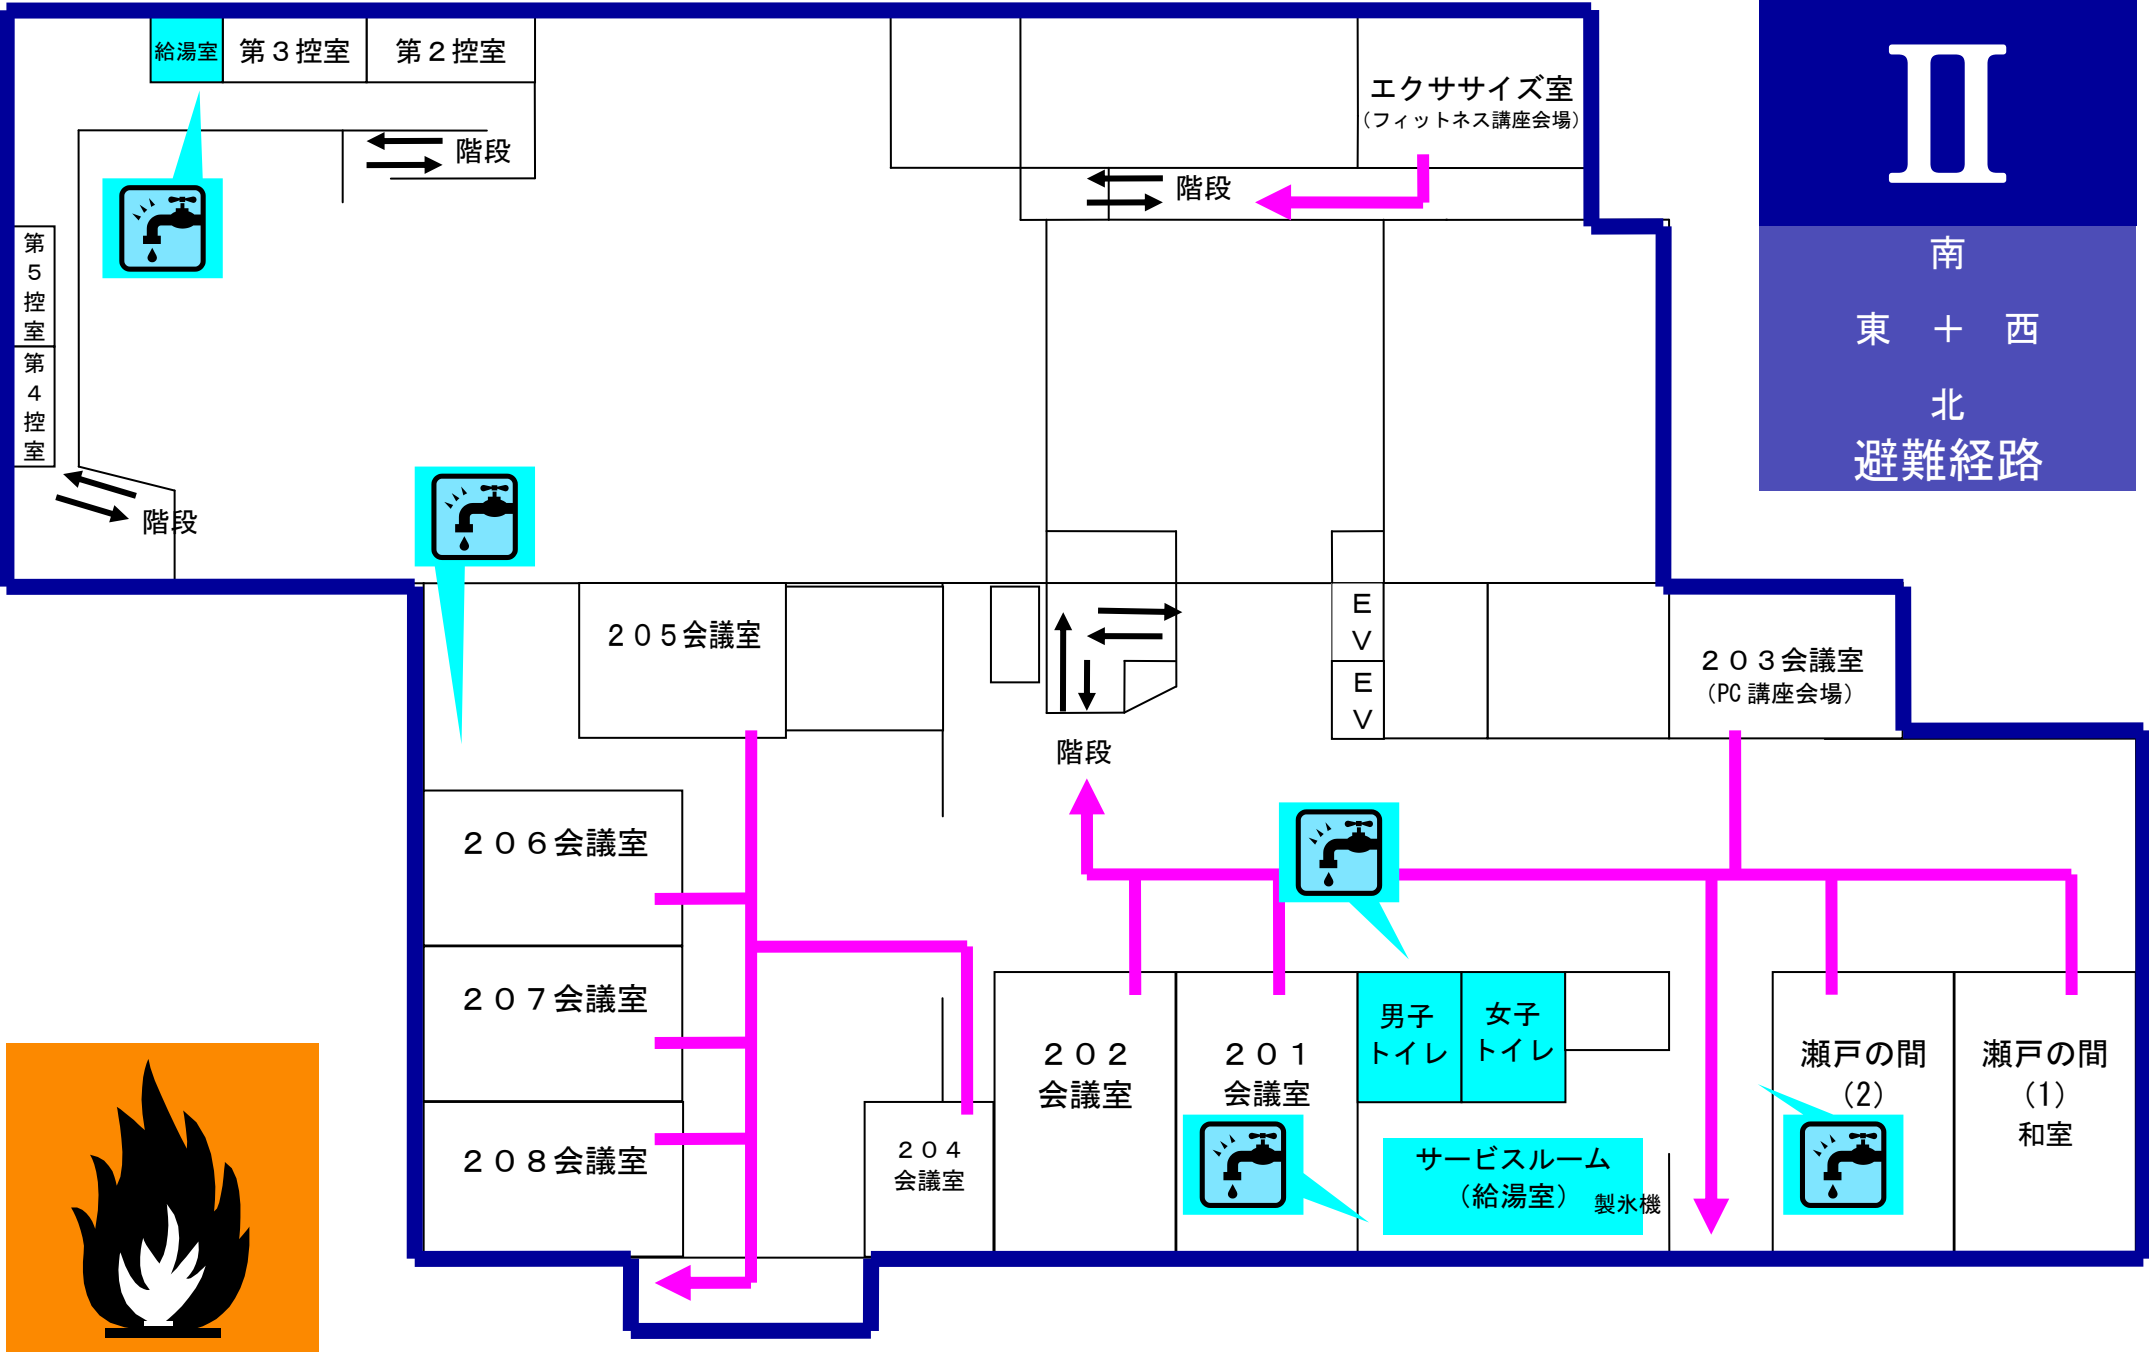 給湯室
第３控室
第２控室
エクササイズ室
（フィットネス講座会場）
Ⅱ
南
東　＋　西
北
避難経路
階段
階段
第５控室
第４控室
階段
２０５会議室
ＥＶ
ＥＶ
２０３会議室
（PC講座会場）
階段
２０６会議室
２０７会議室
２０８会議室
２０４
会議室
２０２
会議室
２０１
会議室
男子
トイレ
女子
トイレ
サービスルーム
（給湯室）
製氷機
瀬戸の間
（2）
瀬戸の間
（1）
和室